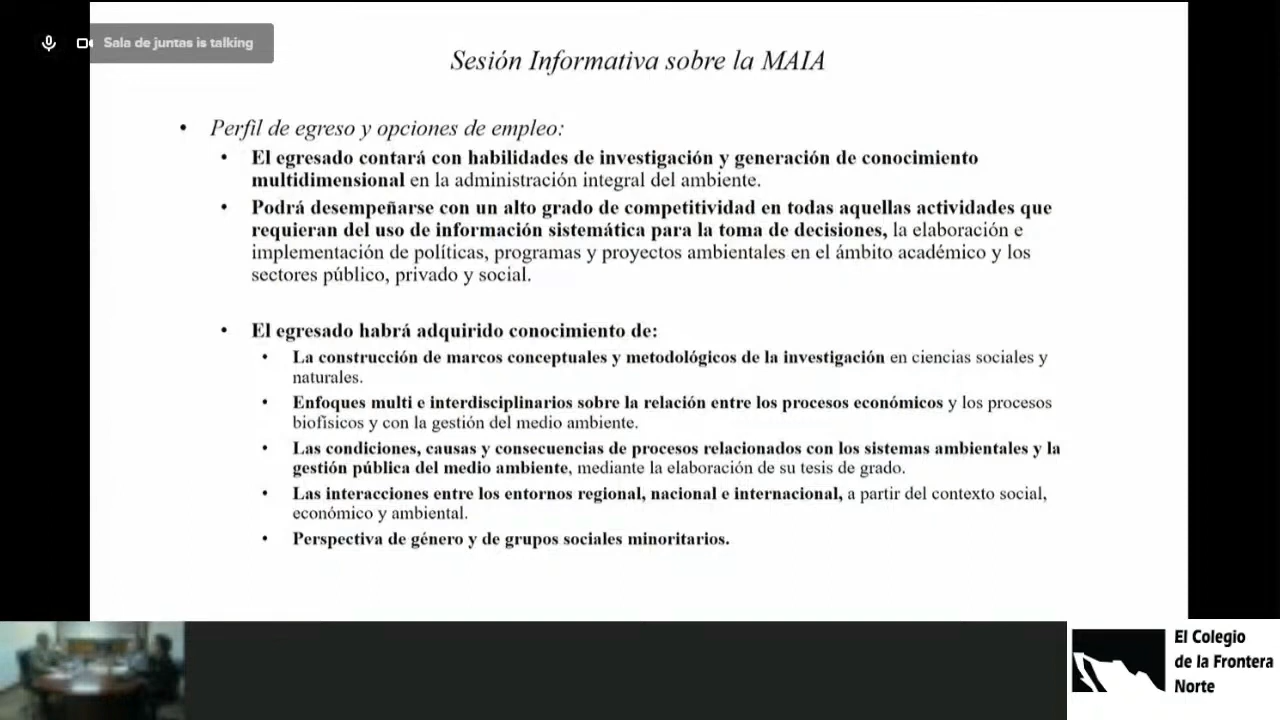 Sala de juntas is talking
Sesión Informativa sobre la MAIA
• Perfil de egreso y opciones de empleo:
• El egresado contará con habilidades de investigación y generación de conocimiento
multidimensional en la administración integral del ambiente.
• Podrá desempeñarse con un alto grado de competitividad en todas aquellas actividades que
requieran del uso de información sistemática para la toma de decisiones, la elaboración e
implementación de políticas, programas y proyectos ambientales en el ámbito académico y los
sectores público, privado y social.
• El egresado habrá adquirido conocimiento de:
• La construcción de marcos conceptuales y metodológicos de la investigación en ciencias sociales y
naturales.
• Enfoques multi e interdisciplinarios sobre la relación entre los procesos económicos y los procesos
biofísicos y con la gestión del medio ambiente.
• Las condiciones, causas y consecuencias de procesos relacionados con los sistemas ambientales y la
gestión pública del medio ambiente, mediante la elaboración de su tesis de grado.
• Las interacciones entre los entornos regional, nacional e internacional, a partir del contexto social,
económico y ambiental.
• Perspectiva de género y de grupos sociales minoritarios.
El Colegio
de la Frontera
Norte